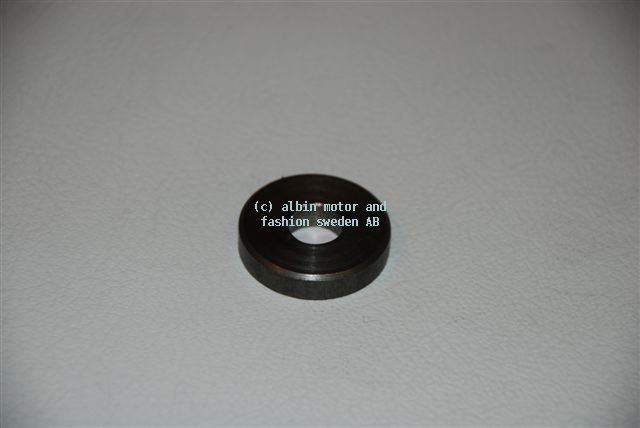 (c) albin motor and
fashion sweden AB